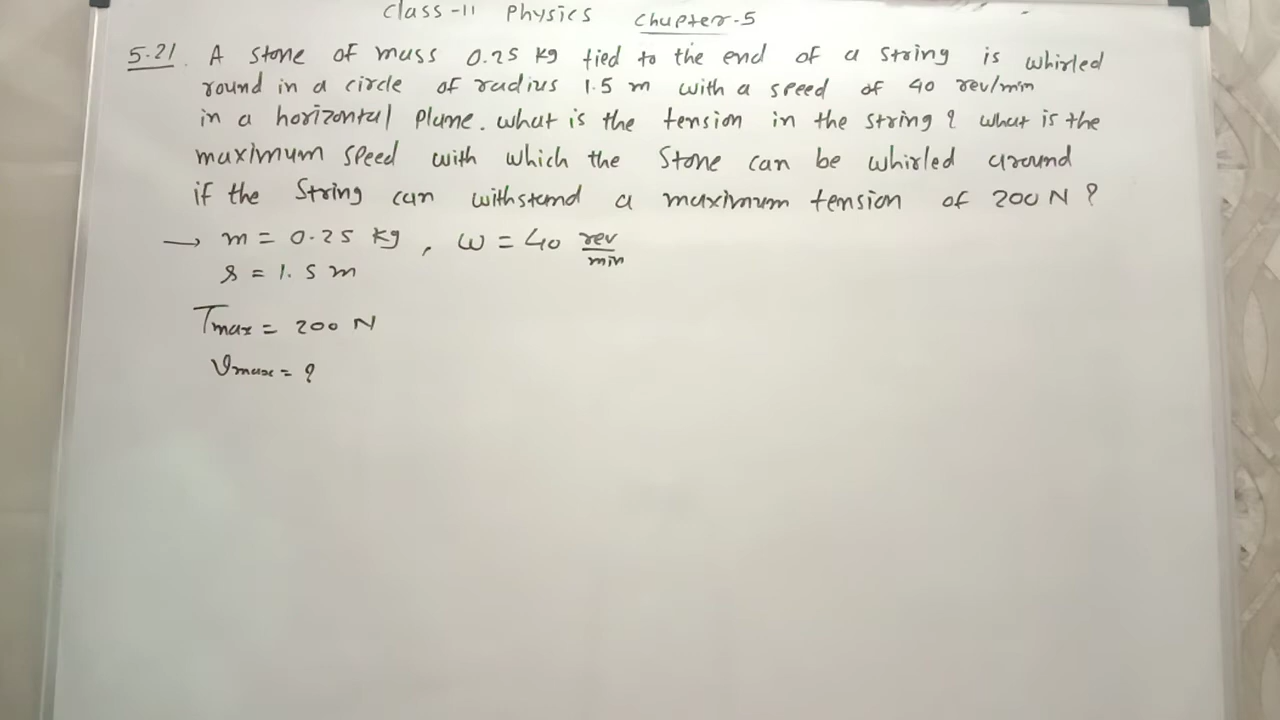 Class-11 Physics Chapter-5
5.21. A stone of mass 0.25 kg tied to the end of a string is whirled
round in a circle of radius 1.5 m with a speed of 40 rev/min
in a horizontal plane. what is the tension in the string ? what is the
maximum speed with which the stone can be whirled around
if the string can withstand a maximum tension of 200 N ?
→ m = 0.25 kg , ω = 40 rev/min
r = 1.5 m
Tmax = 200 N
vmax = ?